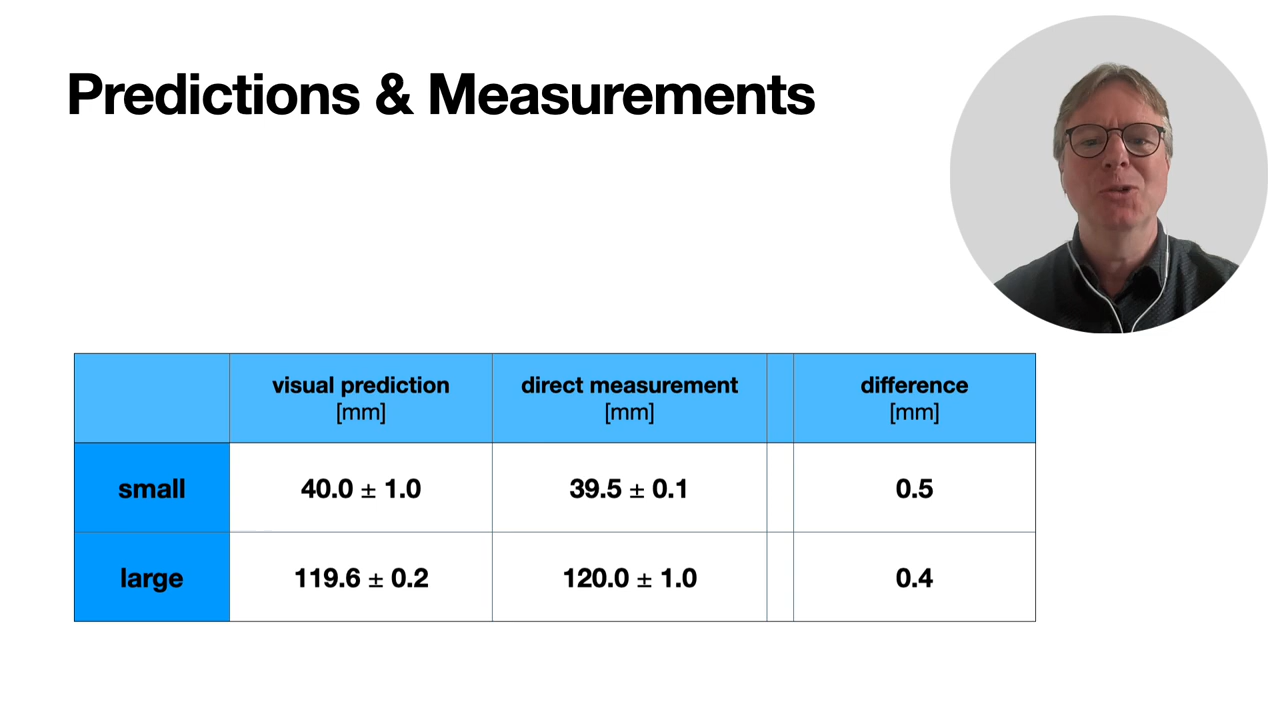 Predictions & Measurements
visual prediction
[mm]
direct measurement
[mm]
difference
[mm]
small
40.0 ± 1.0
39.5 ± 0.1
0.5
large
119.6 ± 0.2
120.0 ± 1.0
0.4